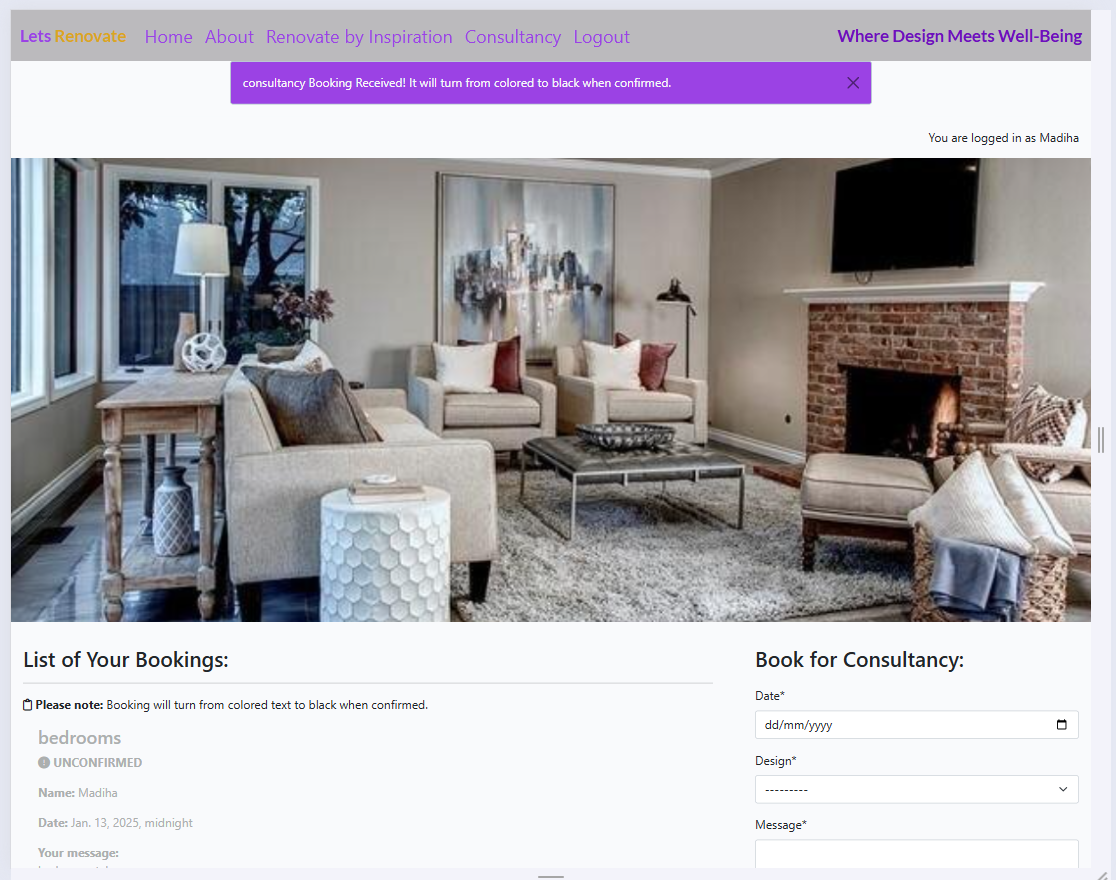 Lets Renovate Home About Renovate by Inspiration Consultancy Logout Where Design Meets Well-Being
consultancy Booking Received! It will turn from colored to black when confirmed.
You are logged in as Madiha
List of Your Bookings:
Please note: Booking will turn from colored text to black when confirmed.
bedrooms
UNCONFIRMED
Name: Madiha
Date: Jan. 13, 2025, midnight
Your message:
Book for Consultancy:
Date*
dd/mm/yyyy
Design*
---------
Message*